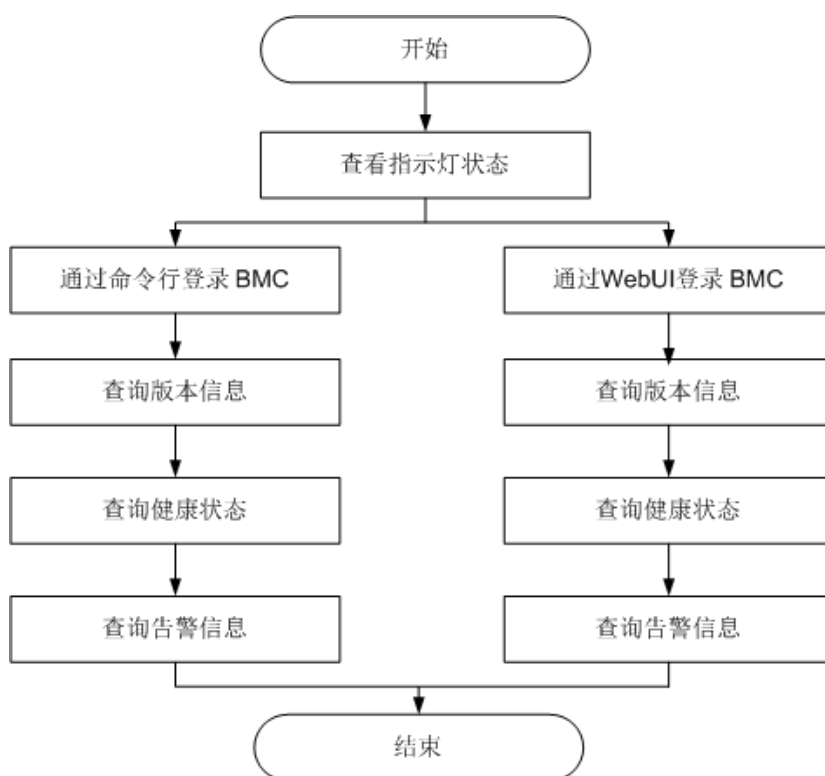 开始
查看指示灯状态
通过命令行登录 BMC
通过WebUI登录 BMC
查询版本信息
查询版本信息
查询健康状态
查询健康状态
查询告警信息
查询告警信息
结束